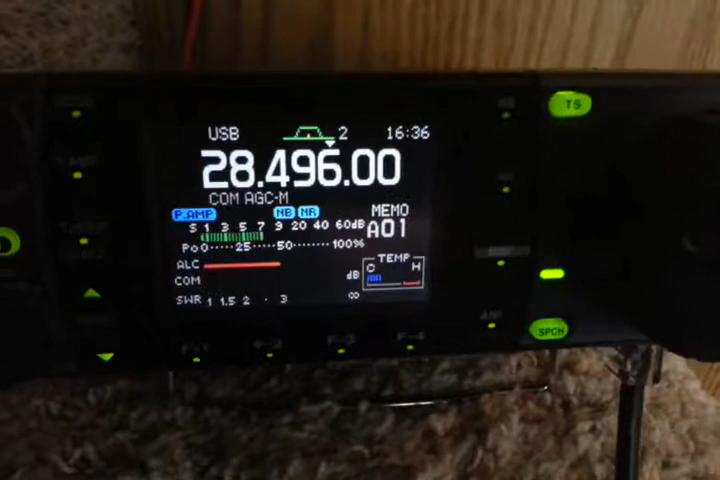 USB 2 16:36
TS
28.496.00
COM AGC-M
P.AMP NB NR MEMO
S 1 3 5 7 9 20 40 60dB A01
Po 0 25 50 100%
ALC TEMP
COM dB C H
SWR 1 1.5 2 3 ∞
SPCH